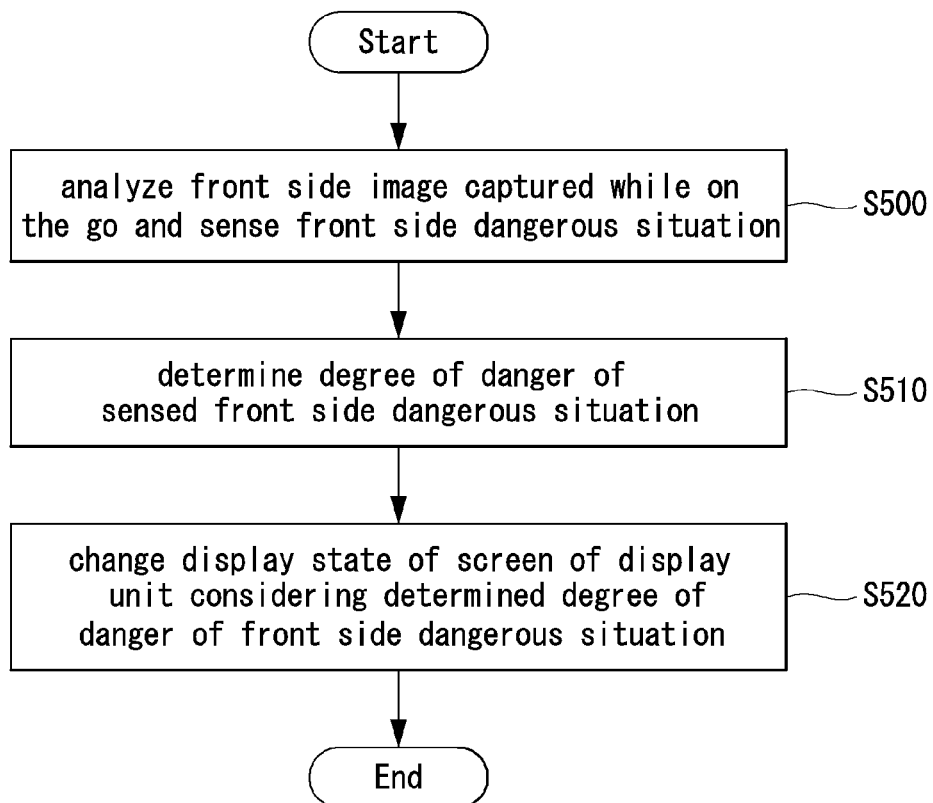 Start
analyze front side image captured while on
the go and sense front side dangerous situation
S500
determine degree of danger of
sensed front side dangerous situation
S510
change display state of screen of display
unit considering determined degree of
danger of front side dangerous situation
S520
End